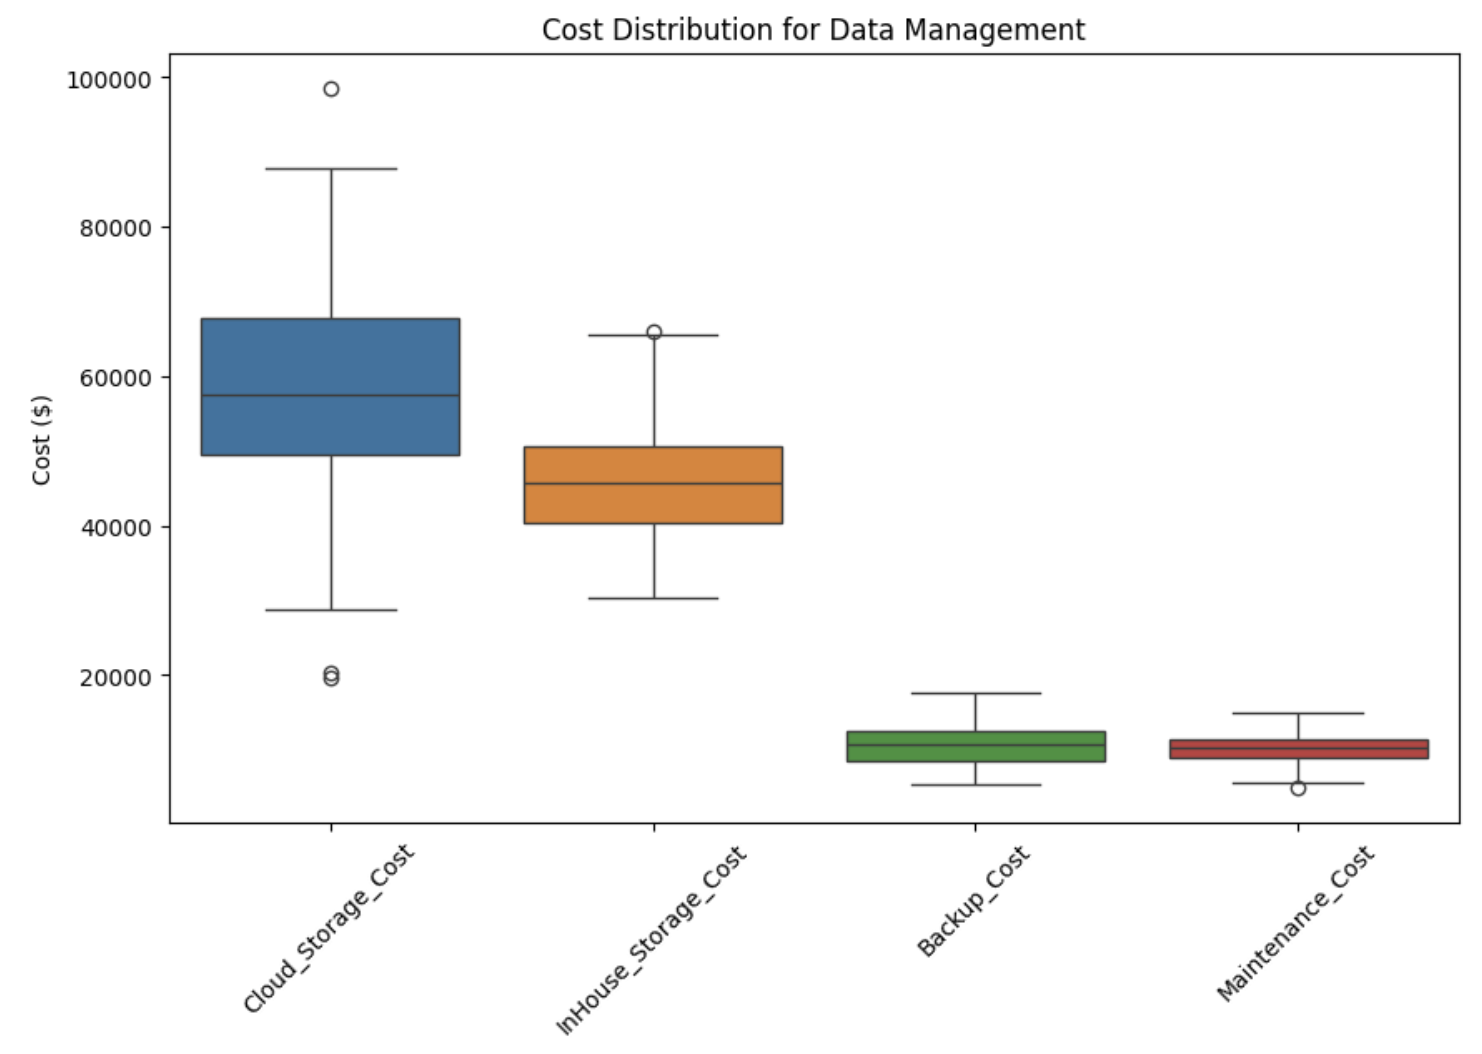 Cost Distribution for Data Management
100000
80000
60000
40000
20000
Cost ($)
Cloud_Storage_Cost
InHouse_Storage_Cost
Backup_Cost
Maintenance_Cost